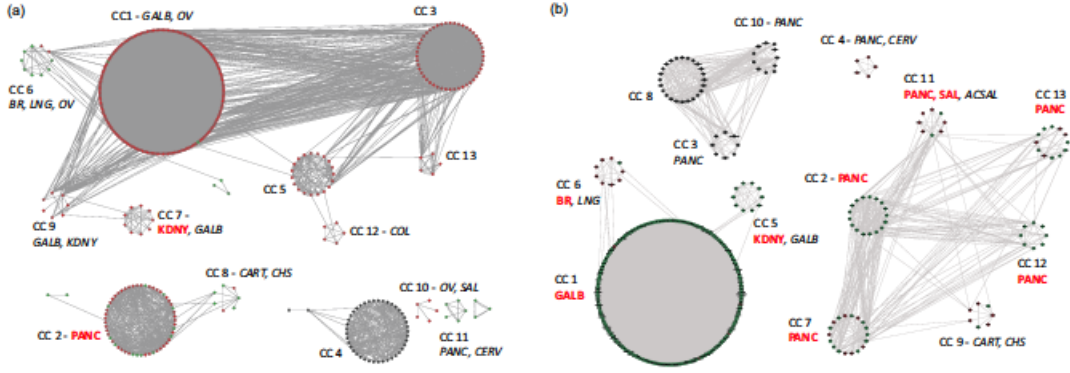 (a)
CC1 - GALB, OV
CC 3
CC 6
BR, LNG, OV
CC 5
CC 13
CC 9
GALB, KDNY
CC 7 -
KDNY, GALB
CC 12 - COL
CC 8 - CART, CHS
CC 2 - PANC
CC 10 - OV, SAL
CC 4
CC 11
PANC, CERV
(b)
CC 10 - PANC
CC 4 - PANC, CERV
CC 8
CC 11
PANC, SAL, ACSAL
CC 13
PANC
CC 3
PANC
CC 6
BR, LNG
CC 2 - PANC
CC 5
KDNY, GALB
CC 1
GALB
CC 12
PANC
CC 7
PANC
CC 9 - CART, CHS